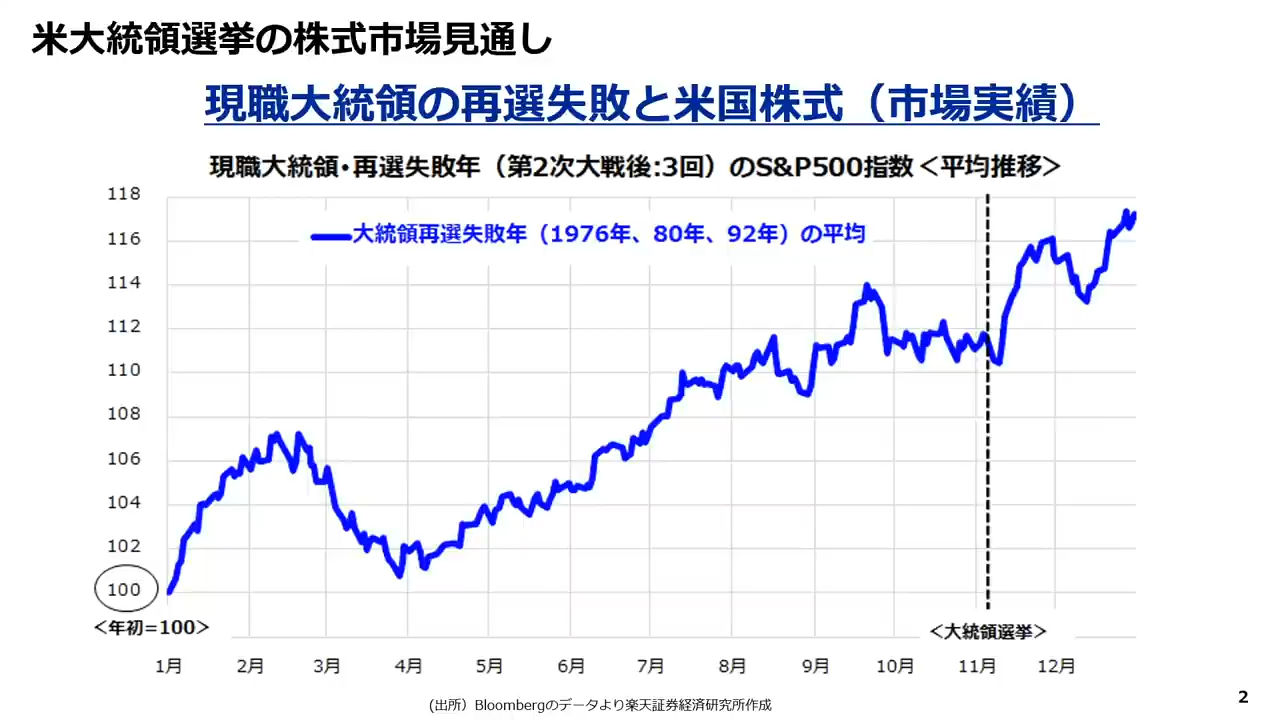 米大統領選挙の株式市場見通し
現職大統領の再選失敗と米国株式（市場実績）
現職大統領・再選失敗年（第2次大戦後:3回）のS&P500指数<平均推移>
118
大統領再選失敗年（1976年、80年、92年）の平均
116
114
112
110
108
106
104
102
100
<年初=100>
<大統領選挙>
1月 2月 3月 4月 5月 6月 7月 8月 9月 10月 11月 12月
(出所）Bloombergのデータより楽天証券経済研究所作成
2